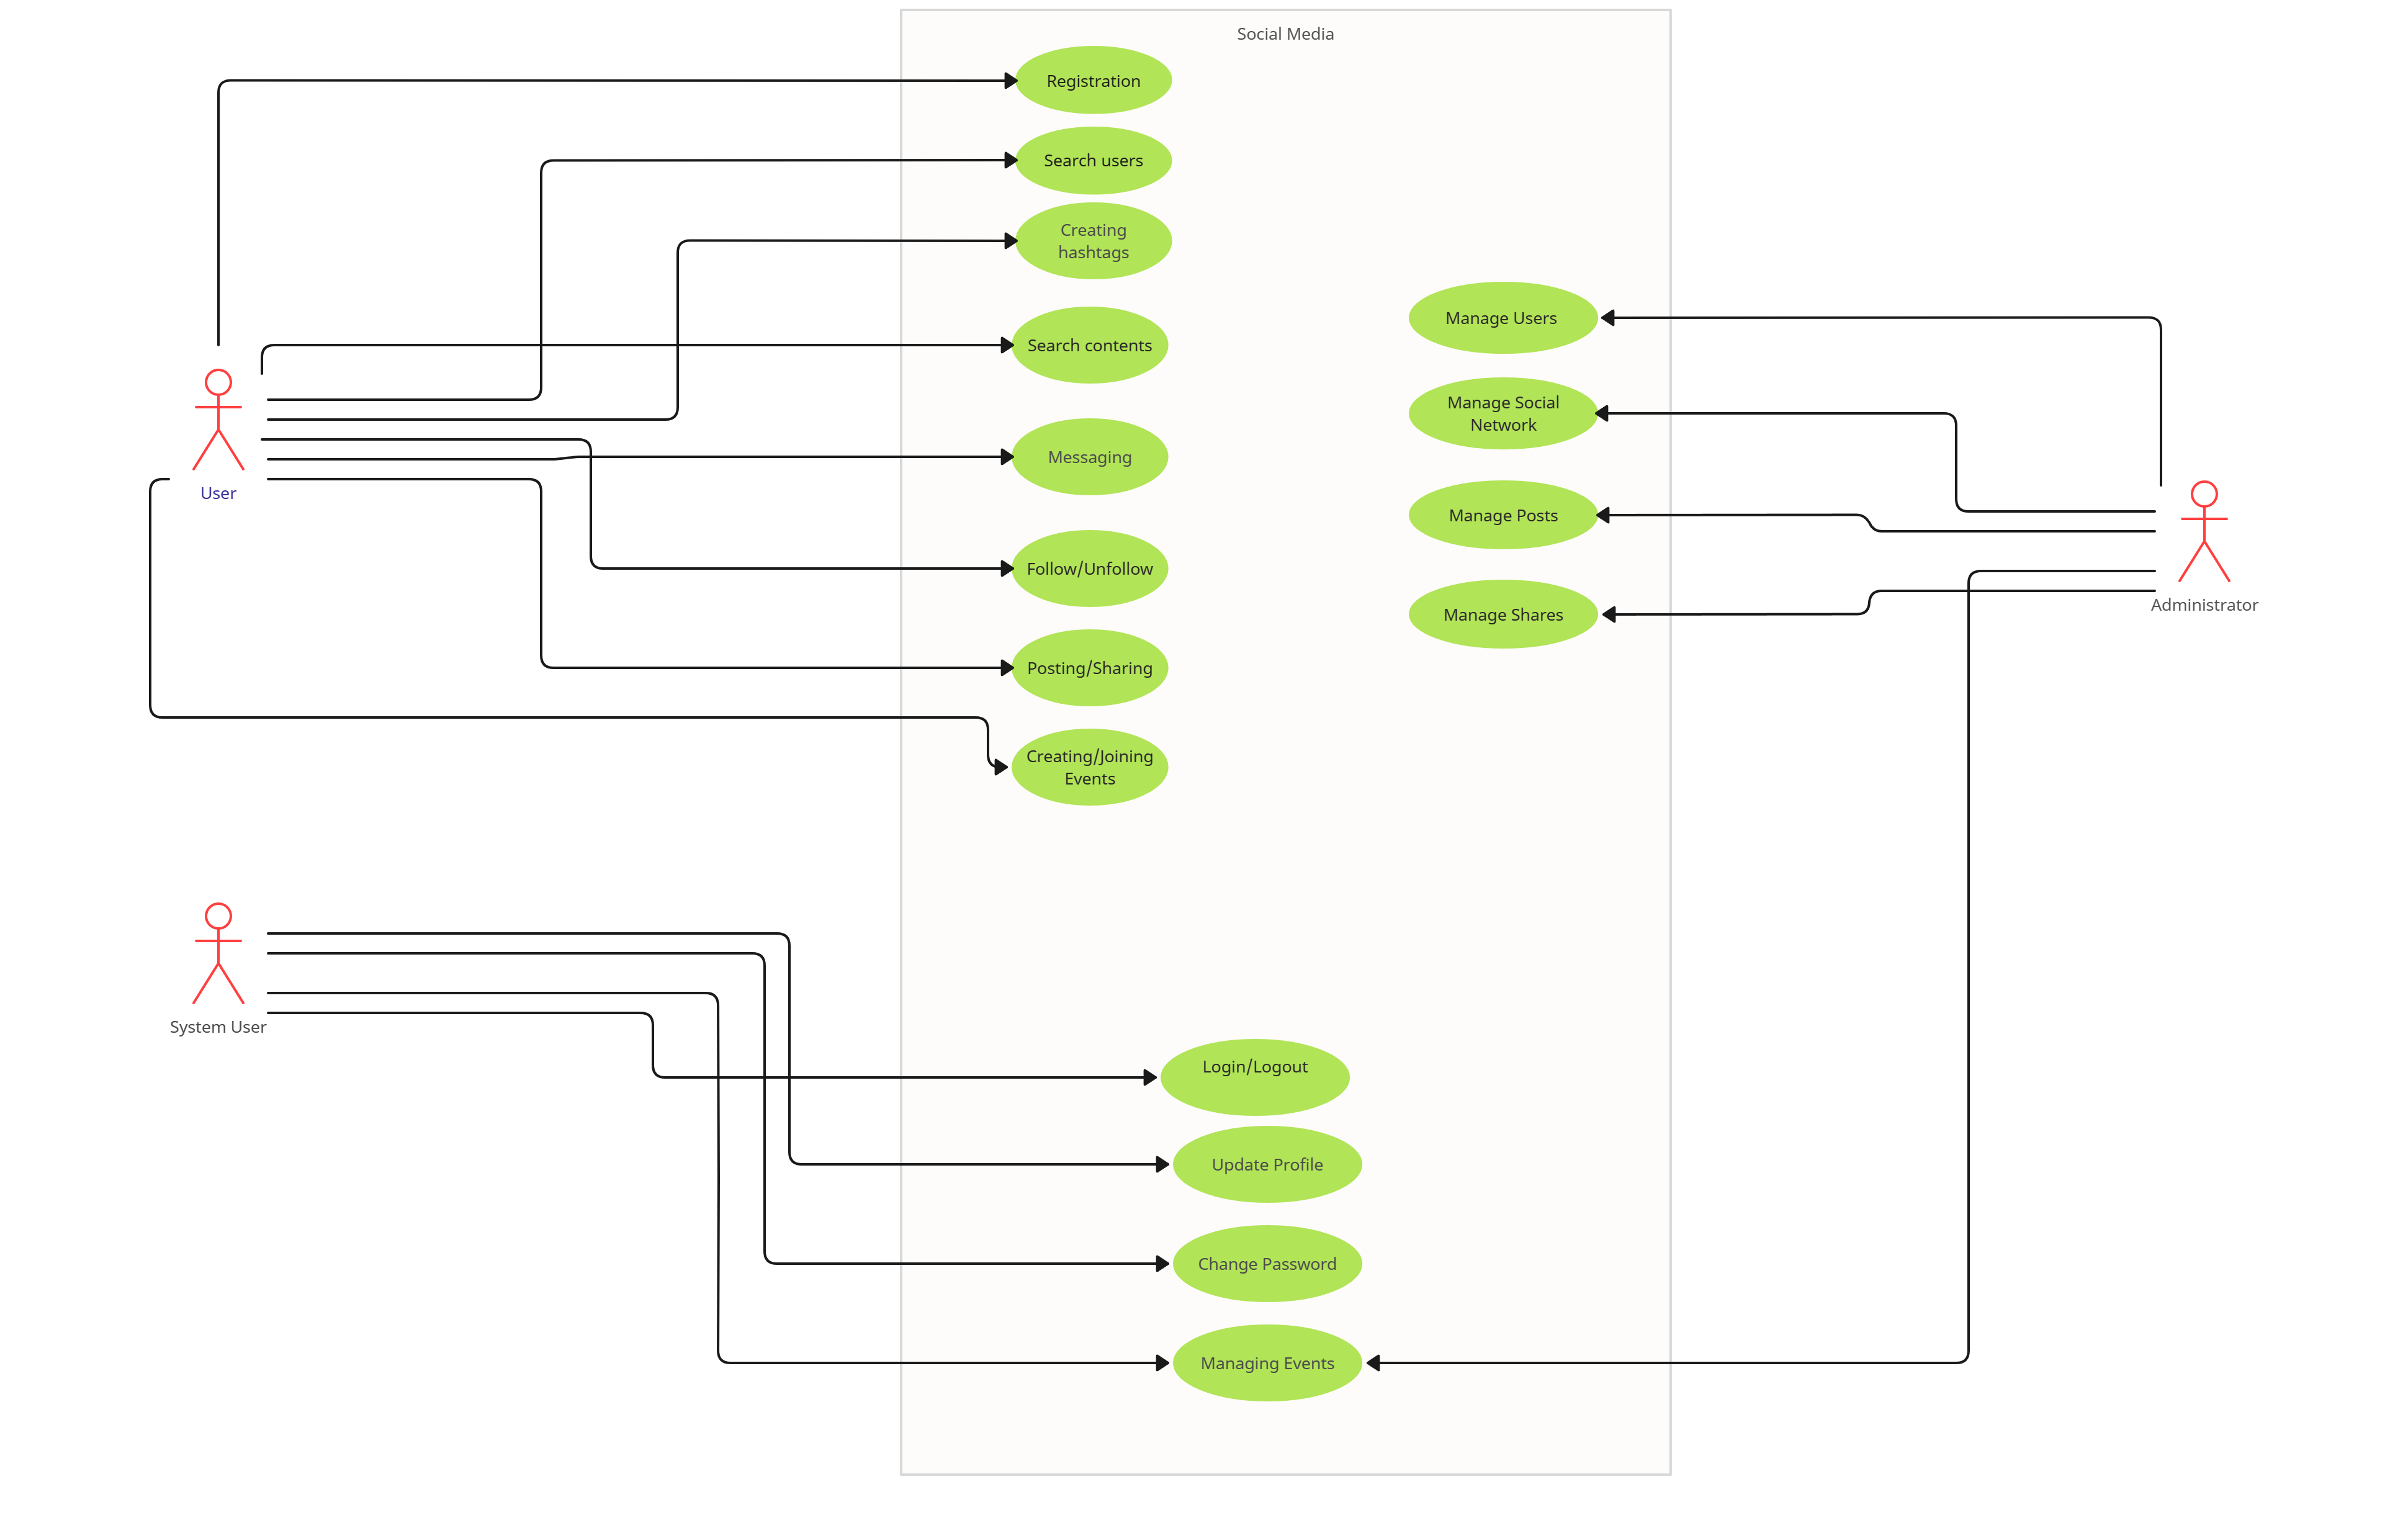 Social Media
Registration
Search users
Creating
hashtags
Search contents
Manage Users
Manage Social
Network
Messaging
User
Manage Posts
Follow/Unfollow
Manage Shares
Administrator
Posting/Sharing
Creating/Joining
Events
System User
Login/Logout
Update Profile
Change Password
Managing Events